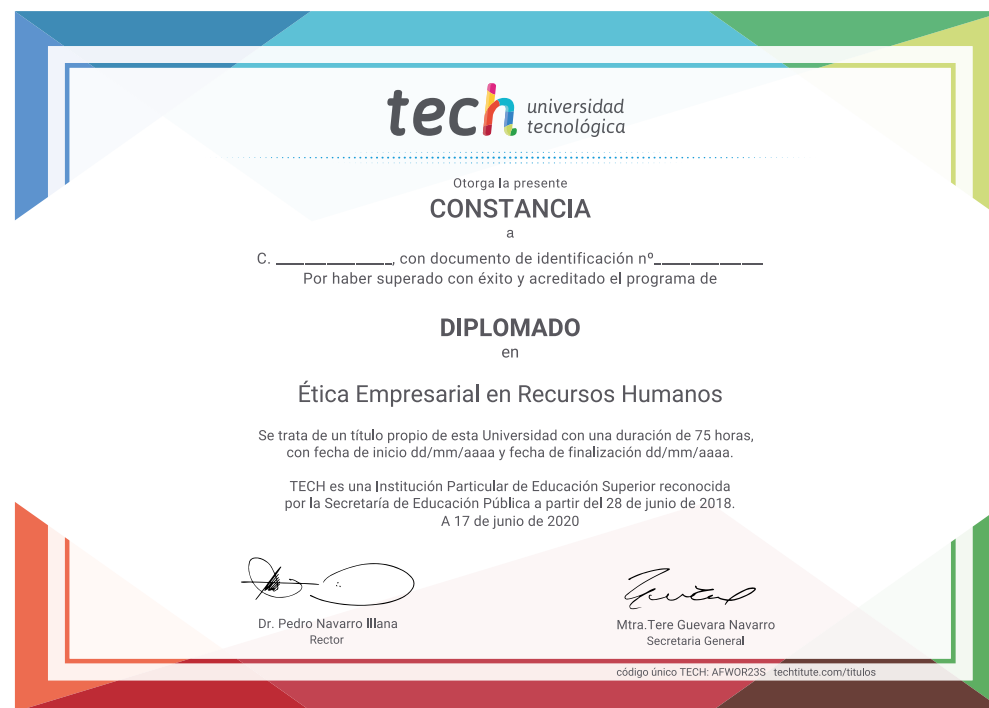 tech universidad
tecnológica
Otorga la presente
CONSTANCIA
a
C. ______________, con documento de identificación nº_____________
Por haber superado con éxito y acreditado el programa de
DIPLOMADO
en
Ética Empresarial en Recursos Humanos
Se trata de un título propio de esta Universidad con una duración de 75 horas,
con fecha de inicio dd/mm/aaaa y fecha de finalización dd/mm/aaaa.
TECH es una Institución Particular de Educación Superior reconocida
por la Secretaría de Educación Pública a partir del 28 de junio de 2018.
A 17 de junio de 2020
Dr. Pedro Navarro Illana
Rector
Mtra.Tere Guevara Navarro
Secretaria General
código único TECH: AFWOR23S techtitute.com/titulos